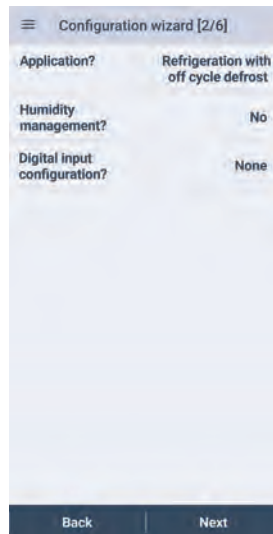 Configuration wizard [2/6]
Application?
Refrigeration with
off cycle defrost
Humidity
management?
No
Digital input
configuration?
None
Back
Next